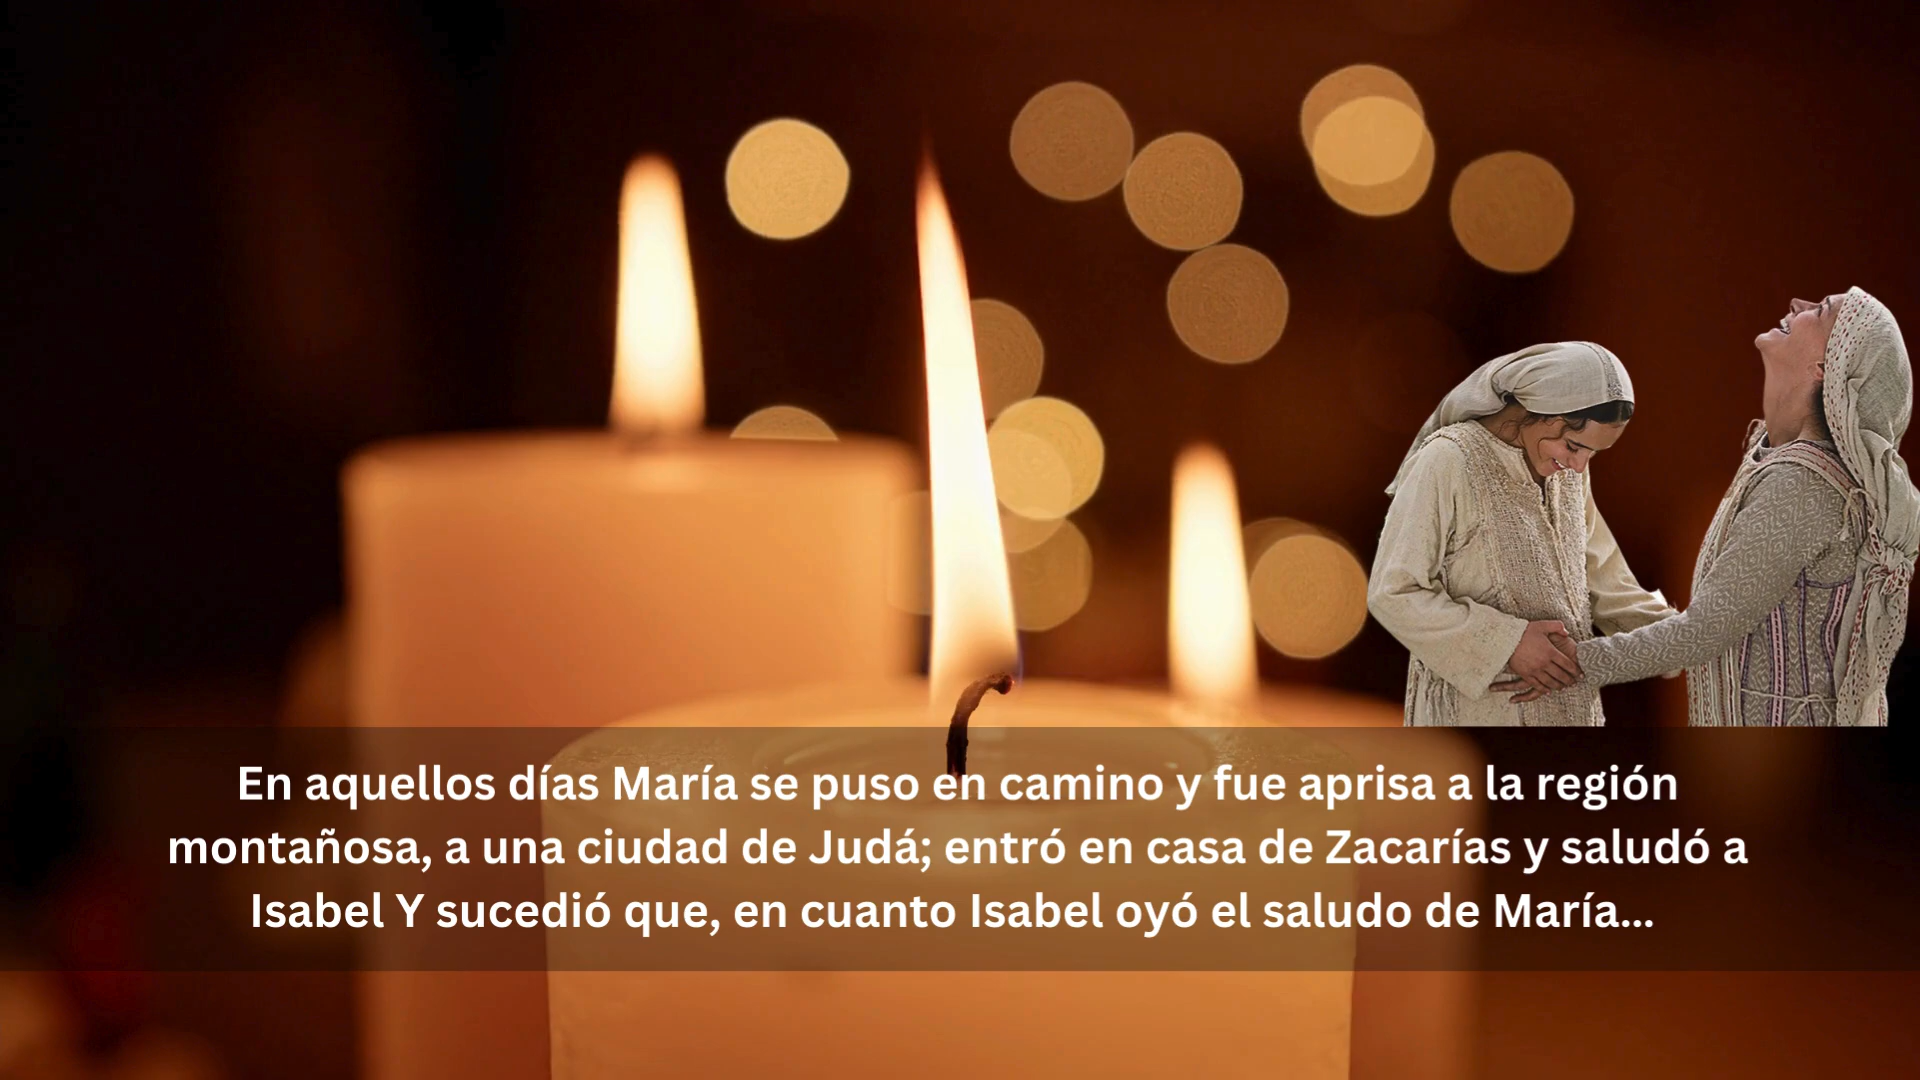 En aquellos días María se puso en camino y fue aprisa a la región
montañosa, a una ciudad de Judá; entró en casa de Zacarías y saludó a
Isabel Y sucedió que, en cuanto Isabel oyó el saludo de María...